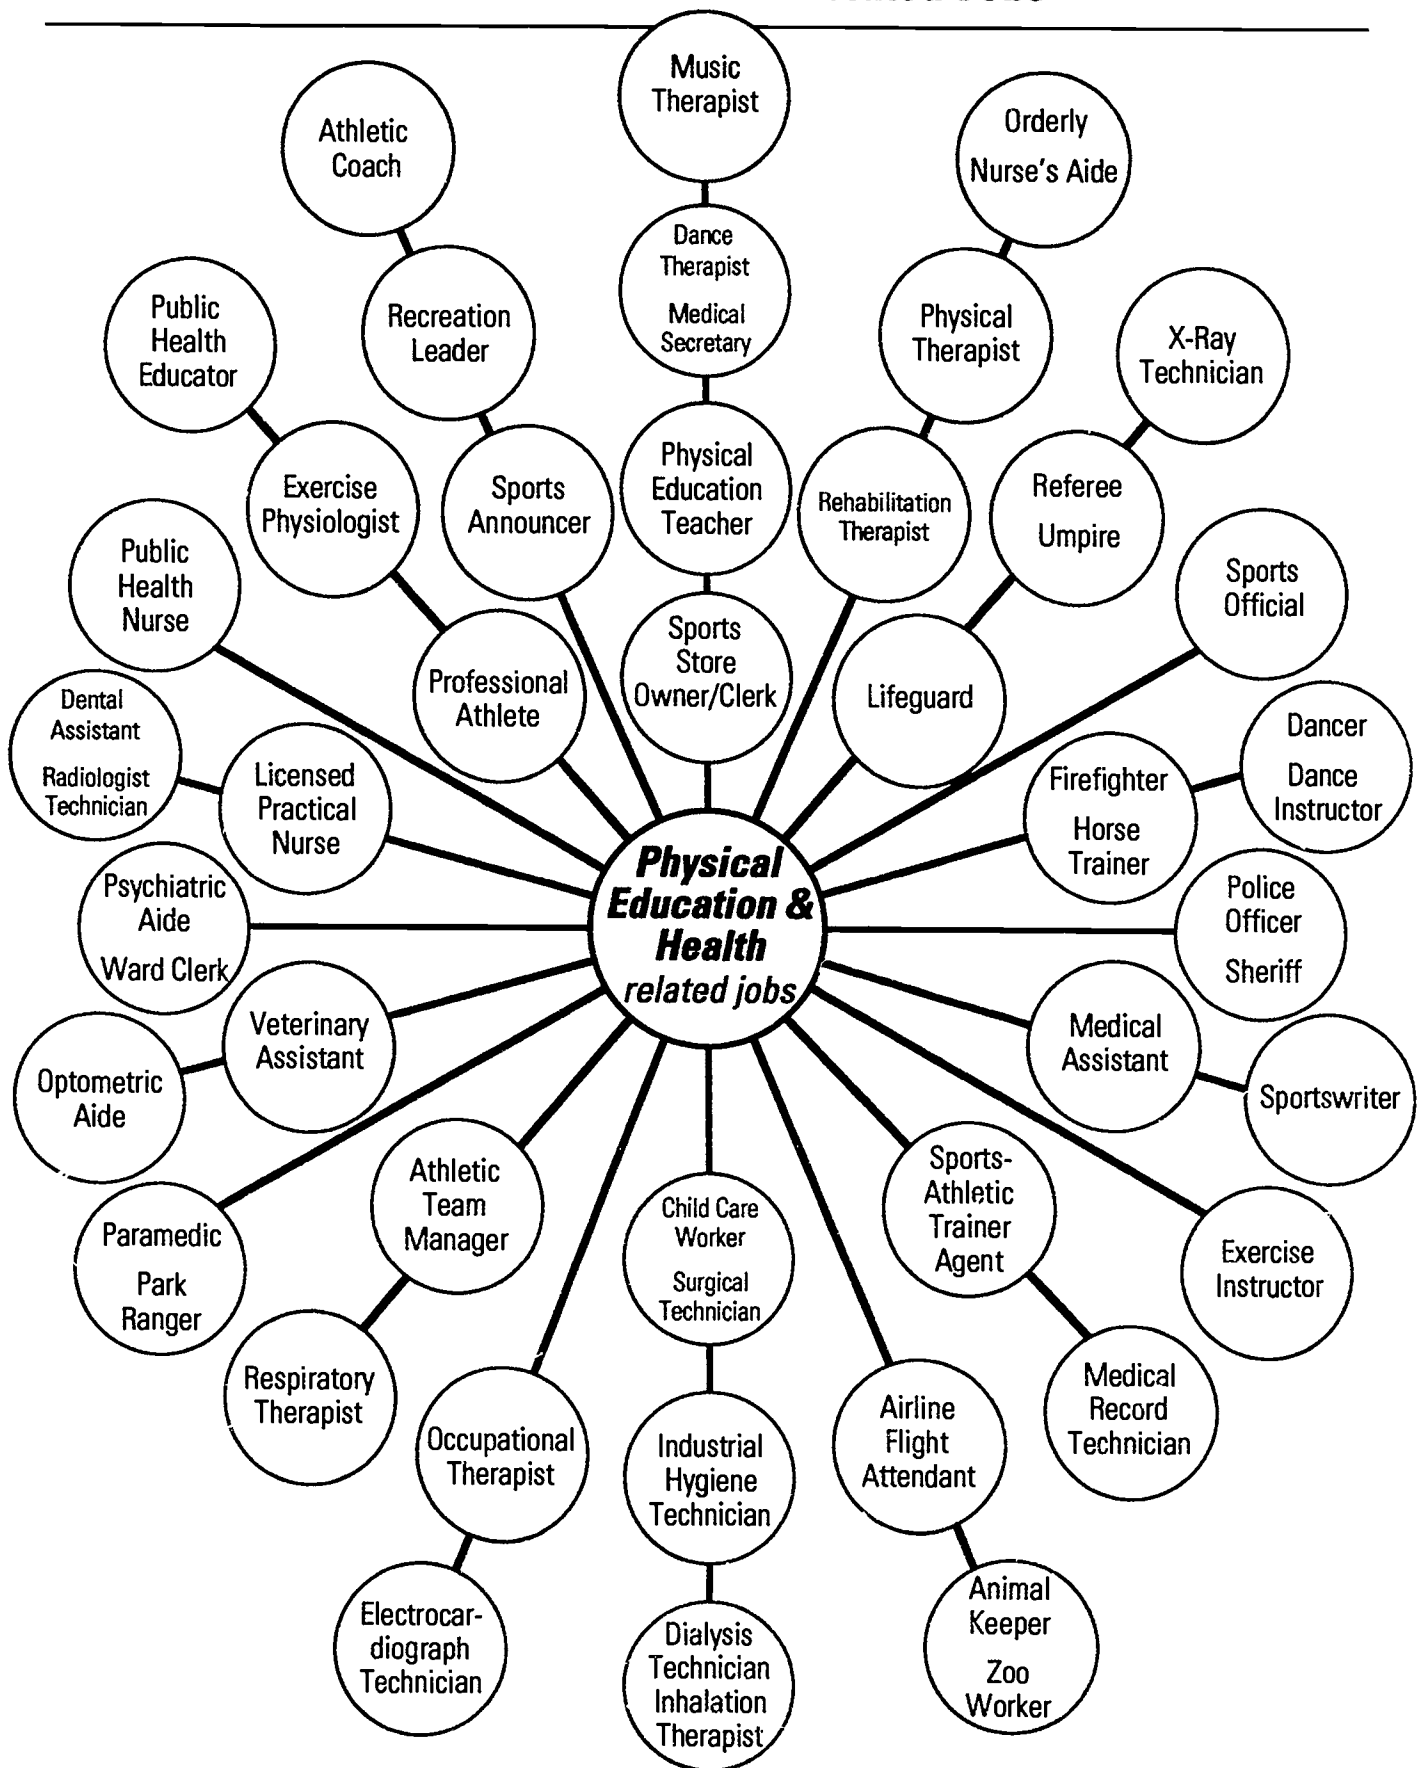 Music
Therapist
Athletic
Coach
Orderly
Nurse's Aide
Dance
Therapist
Medical
Secretary
Public
Health
Educator
Recreation
Leader
Physical
Therapist
X-Ray
Technician
Exercise
Physiologist
Sports
Announcer
Physical
Education
Teacher
Rehabilitation
Therapist
Referee
Umpire
Public
Health
Nurse
Sports
Official
Professional
Athlete
Sports
Store
Owner/Clerk
Lifeguard
Dental
Assistant
Radiologist
Technician
Licensed
Practical
Nurse
Firefighter
Horse
Trainer
Dancer
Dance
Instructor
Physical
Education &
Health
related jobs
Psychiatric
Aide
Ward Clerk
Police
Officer
Sheriff
Veterinary
Assistant
Medical
Assistant
Optometric
Aide
Sportswriter
Paramedic
Park
Ranger
Athletic
Team
Manager
Child Care
Worker
Surgical
Technician
Sports-
Athletic
Trainer
Agent
Exercise
Instructor
Respiratory
Therapist
Occupational
Therapist
Industrial
Hygiene
Technician
Airline
Flight
Attendant
Medical
Record
Technician
Electrocar-
diograph
Technician
Dialysis
Technician
Inhalation
Therapist
Animal
Keeper
Zoo
Worker